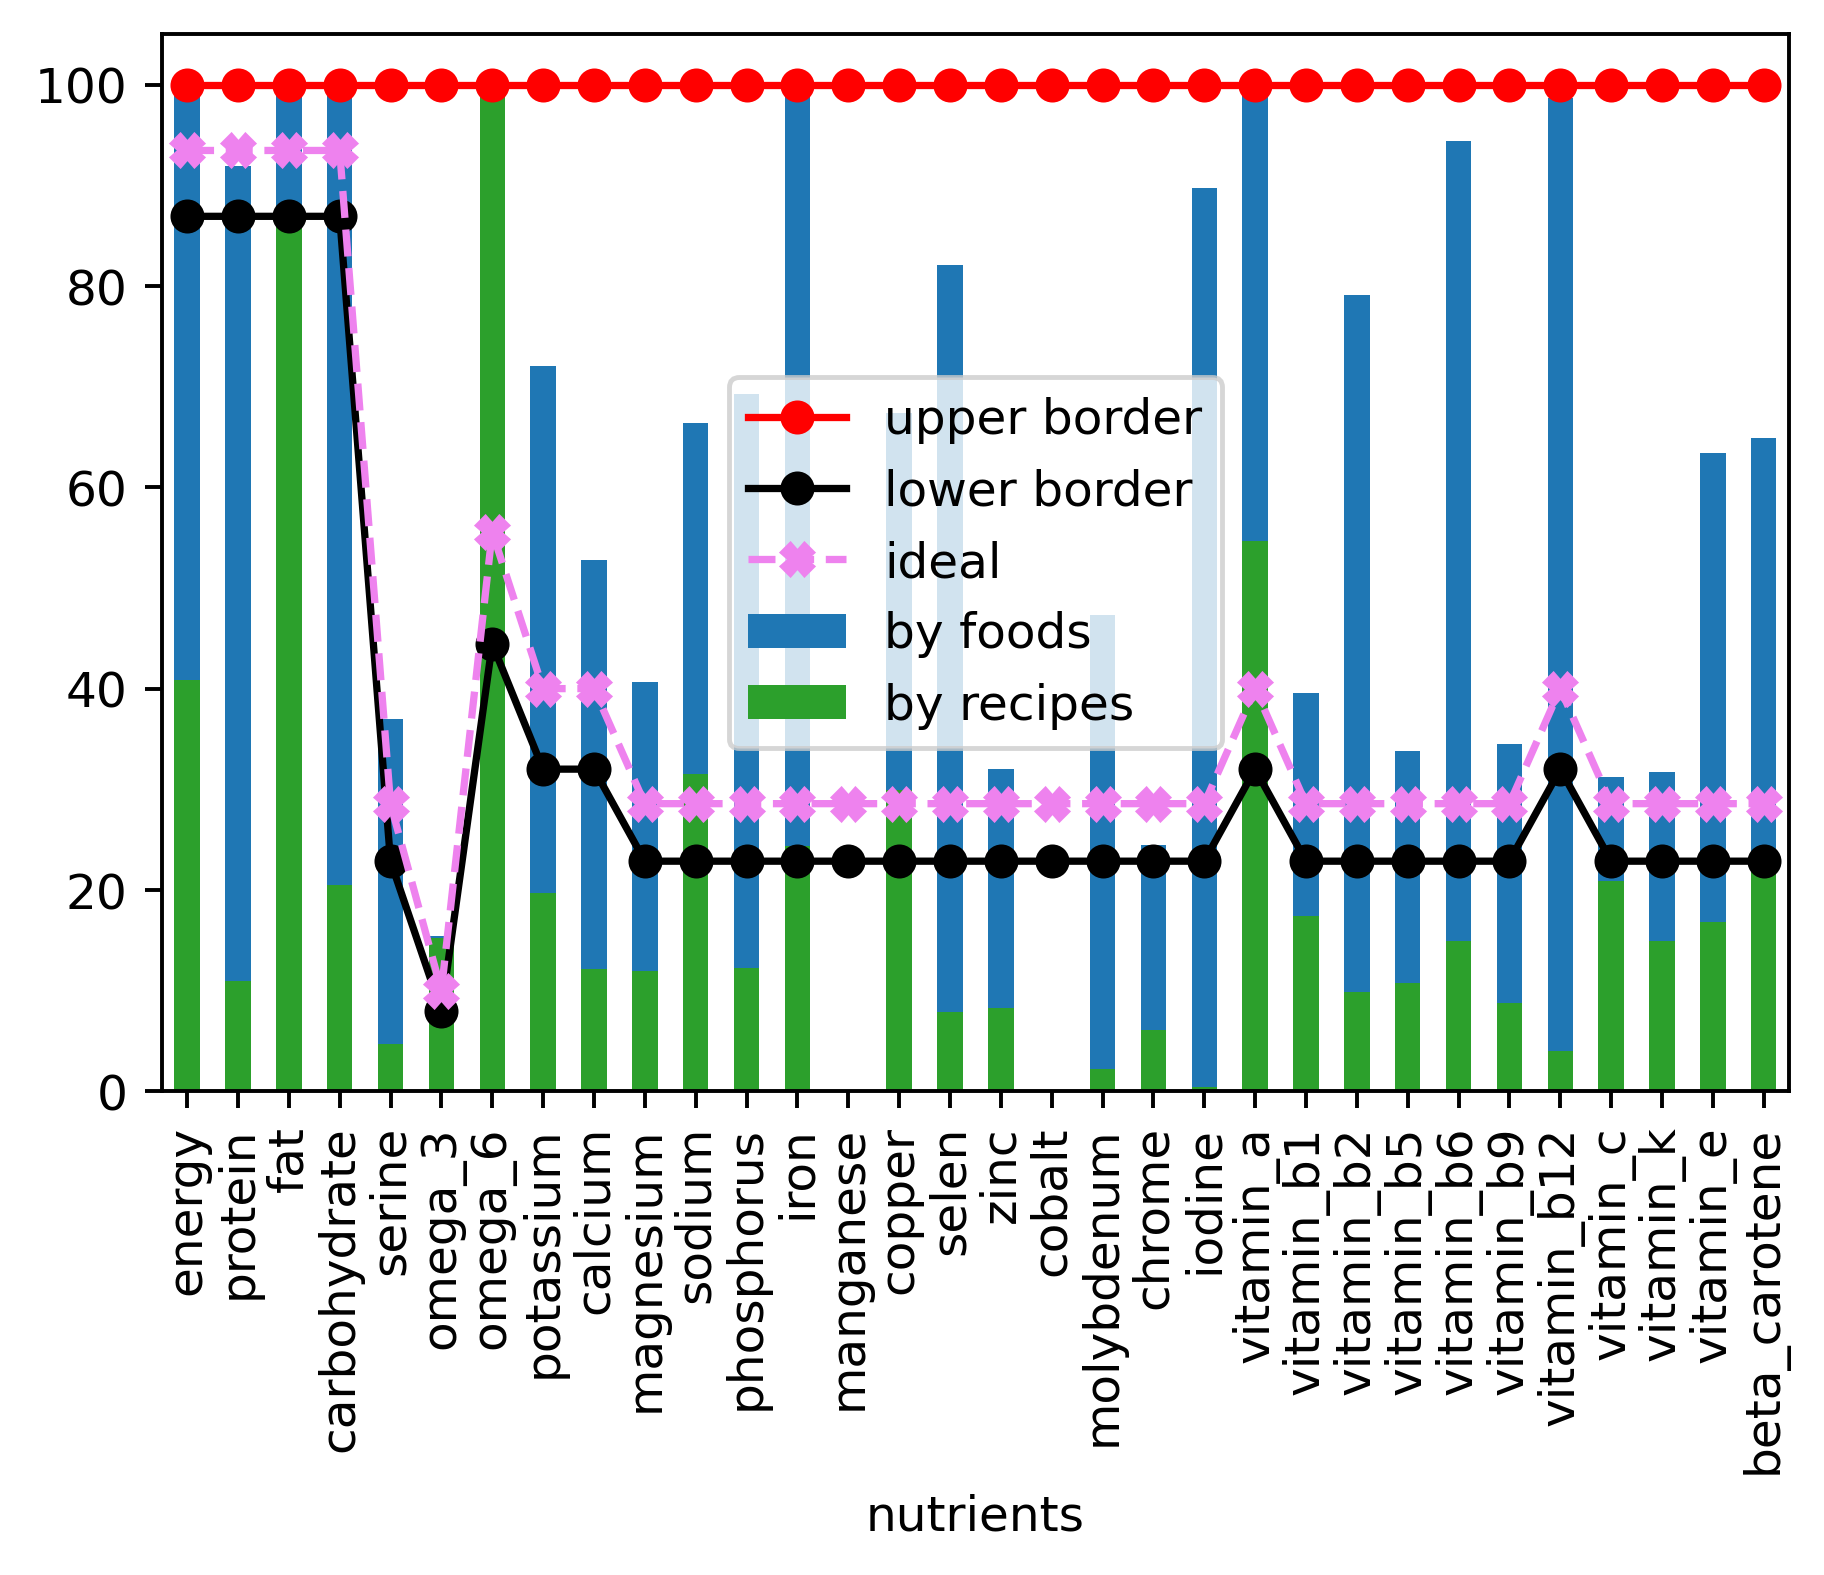 100
80
60
40
20
0
upper border
lower border
ideal
by foods
by recipes
energy
protein
fat
carbohydrate
serine
omega_3
omega_6
potassium
calcium
magnesium
sodium
phosphorus
iron
manganese
copper
selen
zinc
cobalt
molybdenum
chrome
iodine
vitamin_a
vitamin_b1
vitamin_b2
vitamin_b5
vitamin_b6
vitamin_b9
vitamin_b12
vitamin_c
vitamin_k
vitamin_e
beta_carotene
nutrients